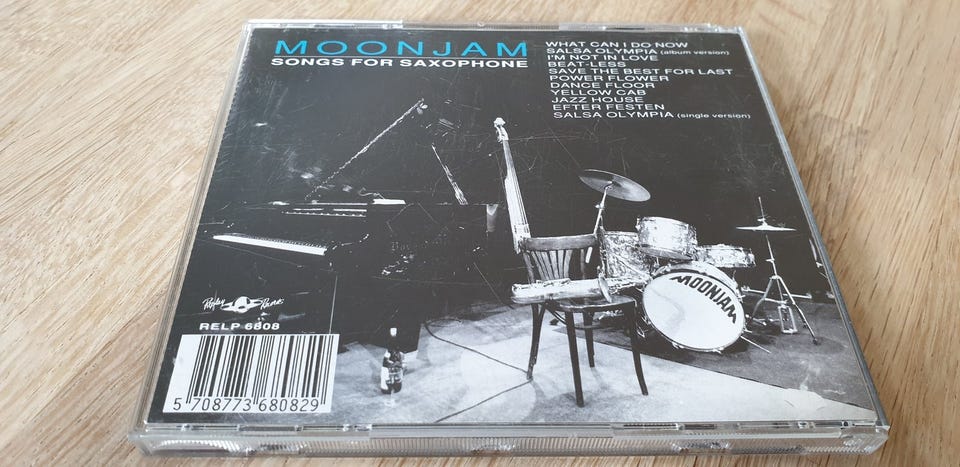 MOONJAM
SONGS FOR SAXOPHONE
WHAT CAN I DO NOW
SALSA OLYMPIA (album version)
I'M NOT IN LOVE
BEAT-LESS
SAVE THE BEST FOR LAST
POWER FLOWER
DANCE FLOOR
YELLOW CAB
JAZZ HOUSE
EFTER FESTEN
SALSA OLYMPIA (single version)
MOONJAM
RELP 6808
5 708773 680829